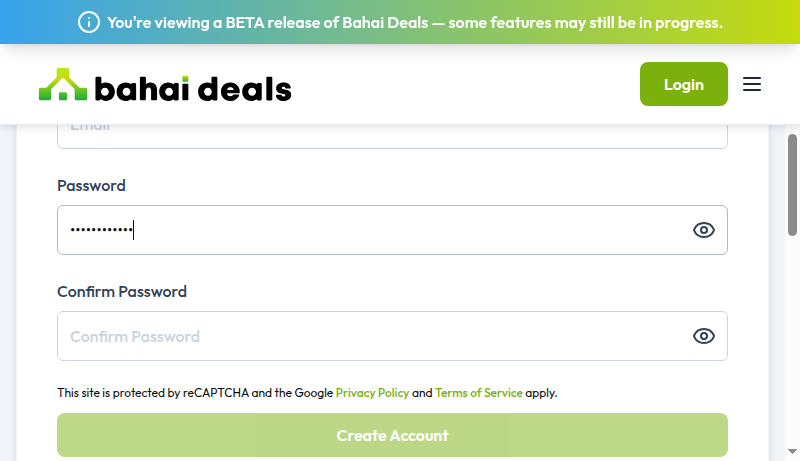 You're viewing a BETA release of Bahai Deals — some features may still be in progress.
bahai deals
Login
Email
Password
••••••••••••
Confirm Password
Confirm Password
This site is protected by reCAPTCHA and the Google Privacy Policy and Terms of Service apply.
Create Account